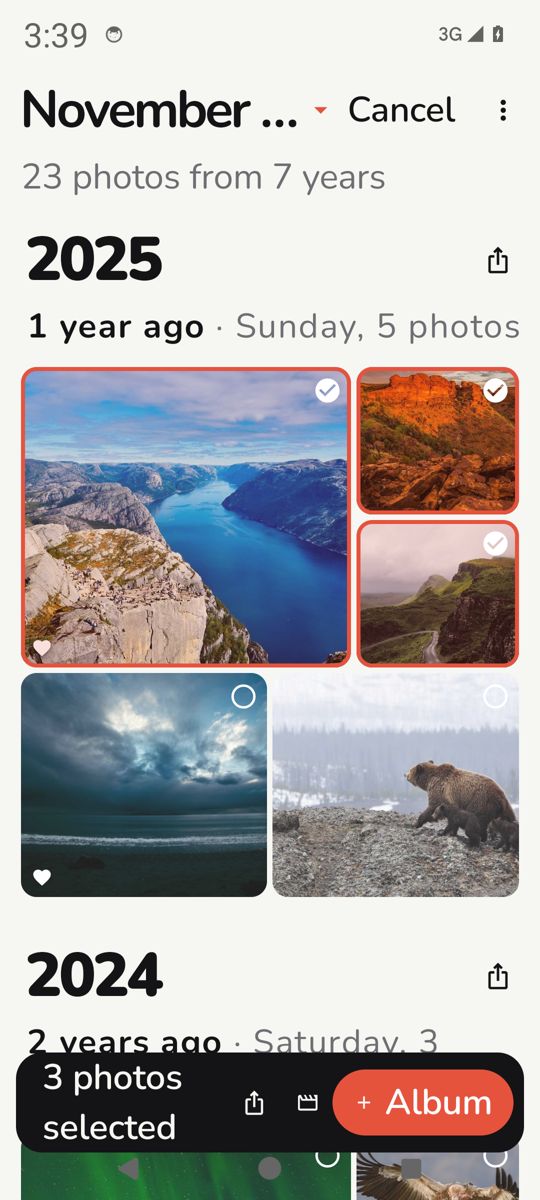 3:39
3G
November ...
Cancel
23 photos from 7 years
2025
1 year ago · Sunday, 5 photos
2024
2 years ago · Saturday, 3
3 photos
selected
+ Album